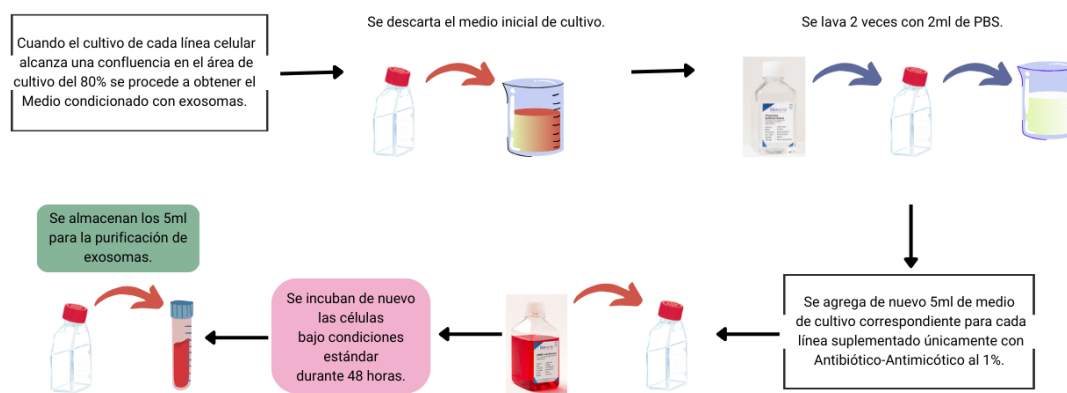 Cuando el cultivo de cada línea celular
alcanza una confluencia en el área de
cultivo del 80% se procede a obtener el
Medio condicionado con exosomas.
Se descarta el medio inicial de cultivo.
Se lava 2 veces con 2ml de PBS.
Se agrega de nuevo 5ml de medio
de cultivo correspondiente para cada
línea suplementado únicamente con
Antibiótico-Antimicótico al 1%.
Se incuban de nuevo
las células
bajo condiciones
estándar
durante 48 horas.
Se almacenan los 5ml
para la purificación de
exosomas.